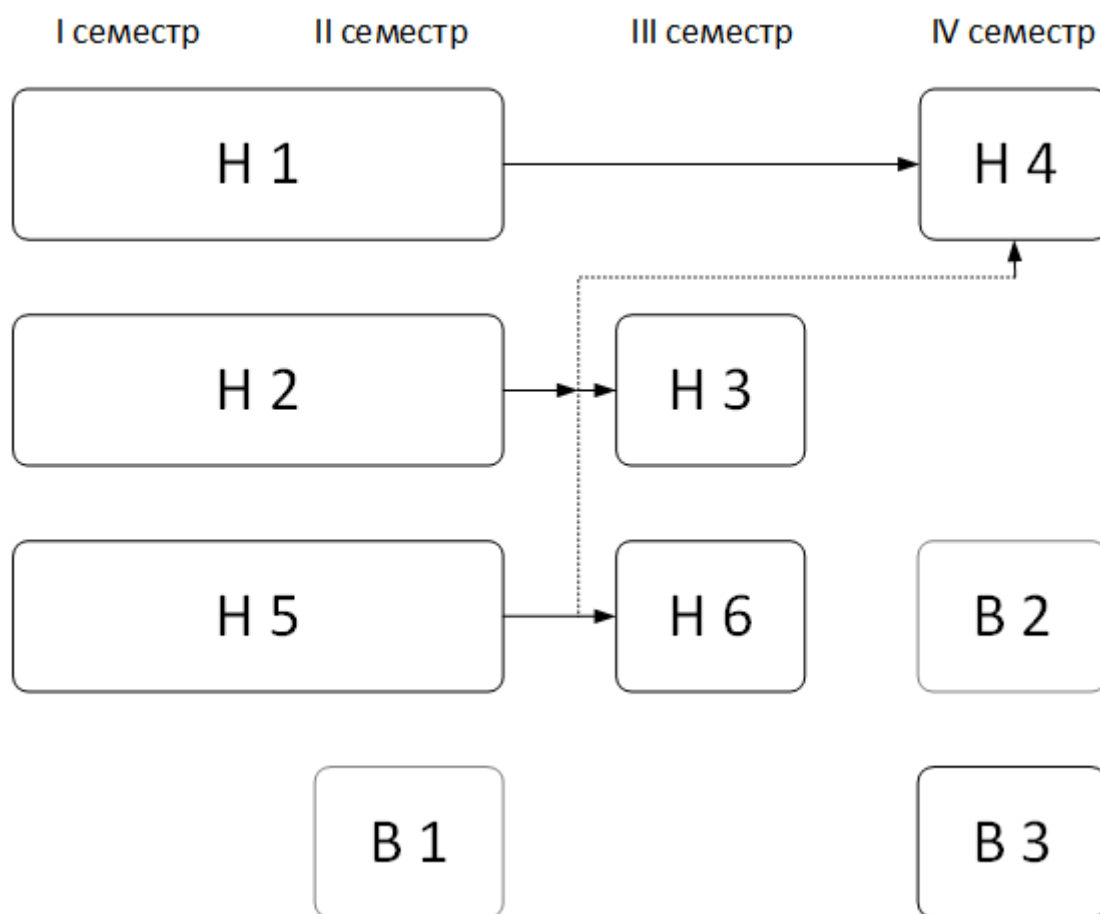 I семестр II семестр III семестр IV семестр
Н 1 Н 4
Н 2 Н 3
Н 5 Н 6 В 2
В 1 В 3